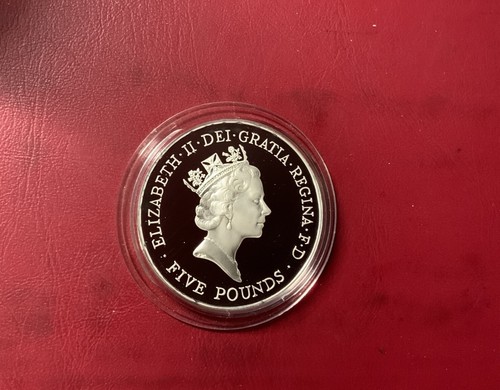 ELIZABETH·II·DEI·GRATIA·REGINA·F·D·
FIVE POUNDS